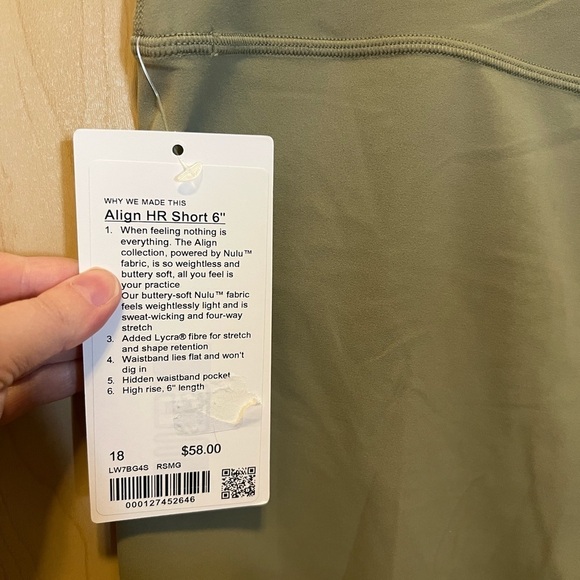 WHY WE MADE THIS
Align HR Short 6"
1. When feeling nothing is
everything. The Align
collection, powered by Nulu™
fabric, is so weightless and
buttery soft, all you feel is
your practice
Our buttery-soft Nulu™ fabric
feels weightlessly light and is
sweat-wicking and four-way
stretch
3. Added Lycra® fibre for stretch
and shape retention
4. Waistband lies flat and won't
dig in
5. Hidden waistband pocket
6. High rise, 6" length
18 $58.00
LW7BG4S RSMG
000127452646